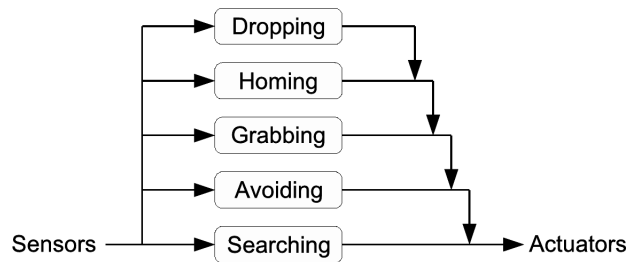 Dropping
Homing
Grabbing
Avoiding
Sensors
Searching
Actuators